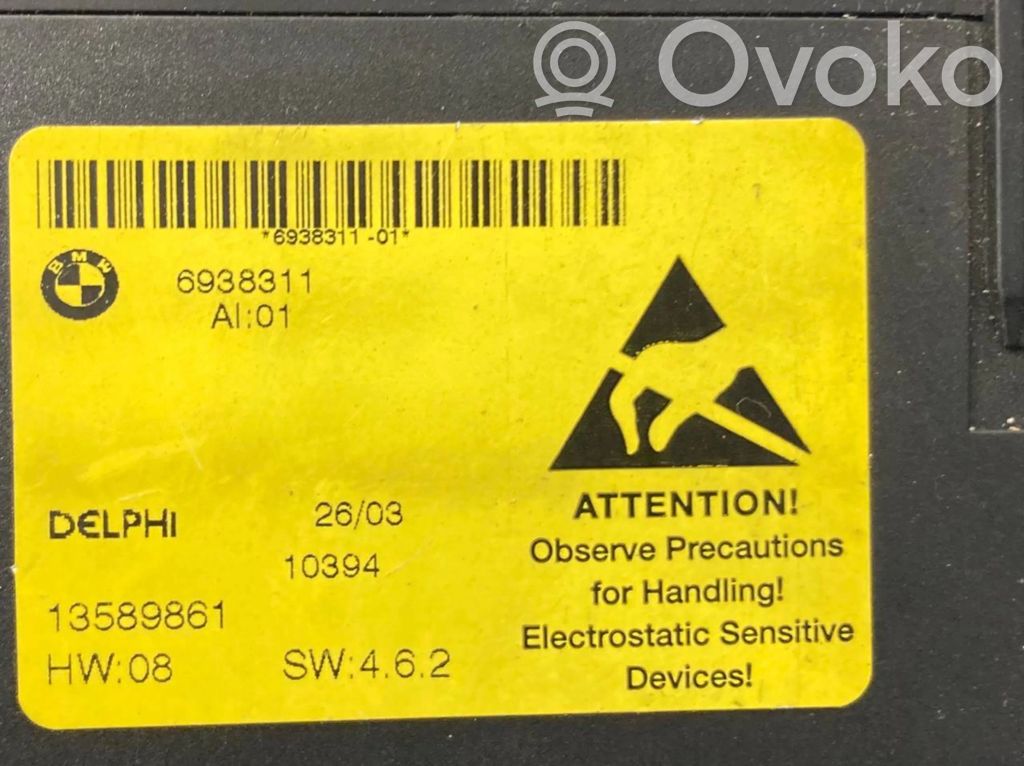 Ovoko
*6938311-01*
BMW
6938311
AI:01
DELPHI
26/03
10394
13589861
HW:08
SW:4.6.2
ATTENTION!
Observe Precautions
for Handling!
Electrostatic Sensitive
Devices!